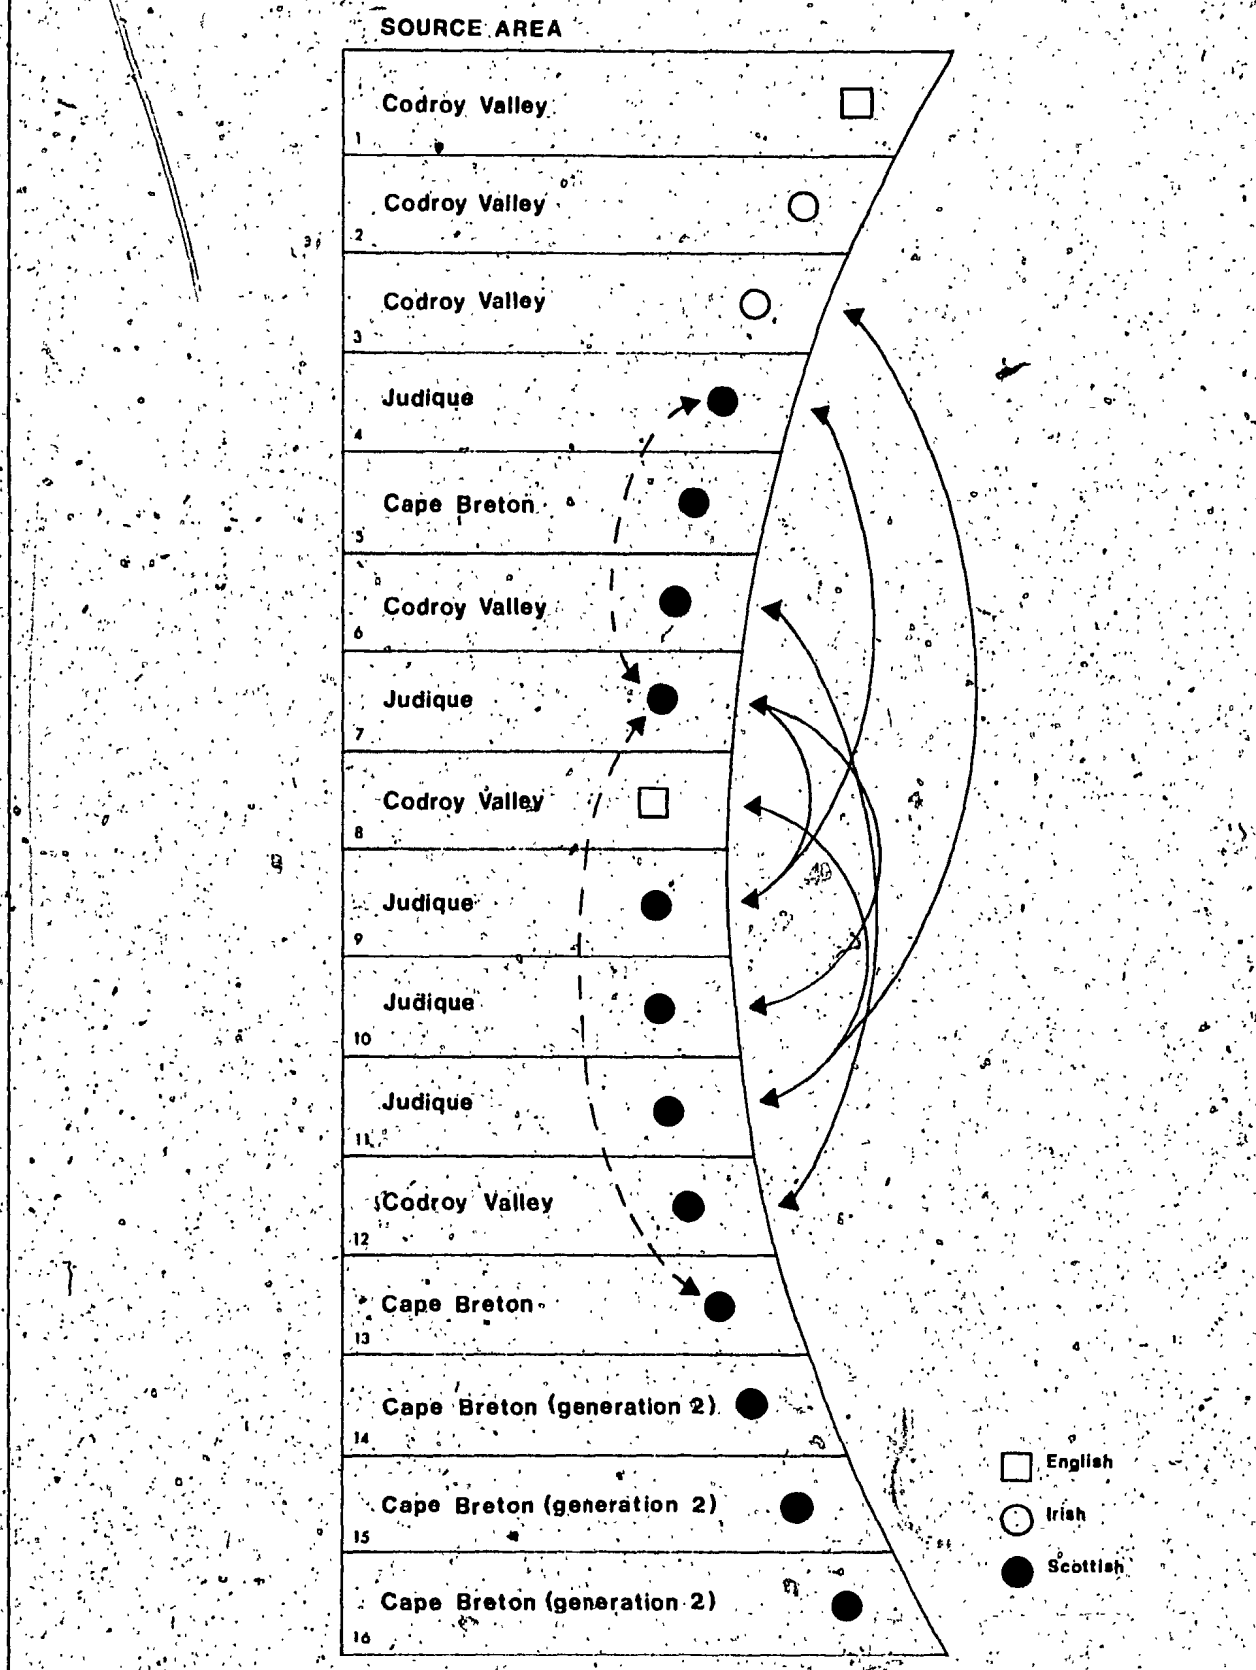 SOURCE AREA
Codroy Valley
1
Codroy Valley
2
Codroy Valley
3
Judique
4
Cape Breton
5
Codroy Valley
6
Judique
7
Codroy Valley
8
Judique
9
Judique
10
Judique
11
Codroy Valley
12
Cape Breton
13
Cape Breton (generation 2)
14
Cape Breton (generation 2)
15
Cape Breton (generation 2)
16
English
Irish
Scottish